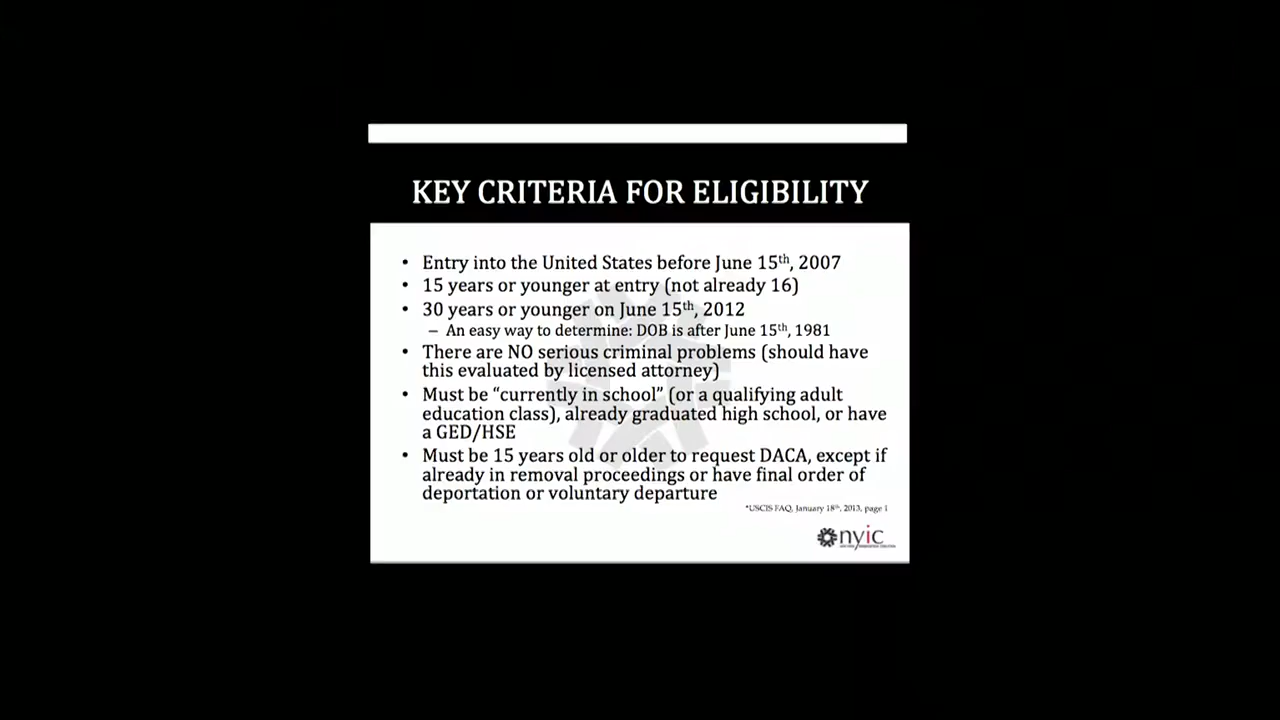 KEY CRITERIA FOR ELIGIBILITY
• Entry into the United States before June 15th, 2007
• 15 years or younger at entry (not already 16)
• 30 years or younger on June 15th, 2012
– An easy way to determine: DOB is after June 15th, 1981
• There are NO serious criminal problems (should have
this evaluated by licensed attorney)
• Must be “currently in school” (or a qualifying adult
education class), already graduated high school, or have
a GED/HSE
• Must be 15 years old or older to request DACA, except if
already in removal proceedings or have final order of
deportation or voluntary departure
*USCIS FAQ, January 18th, 2013, page 1
nyic